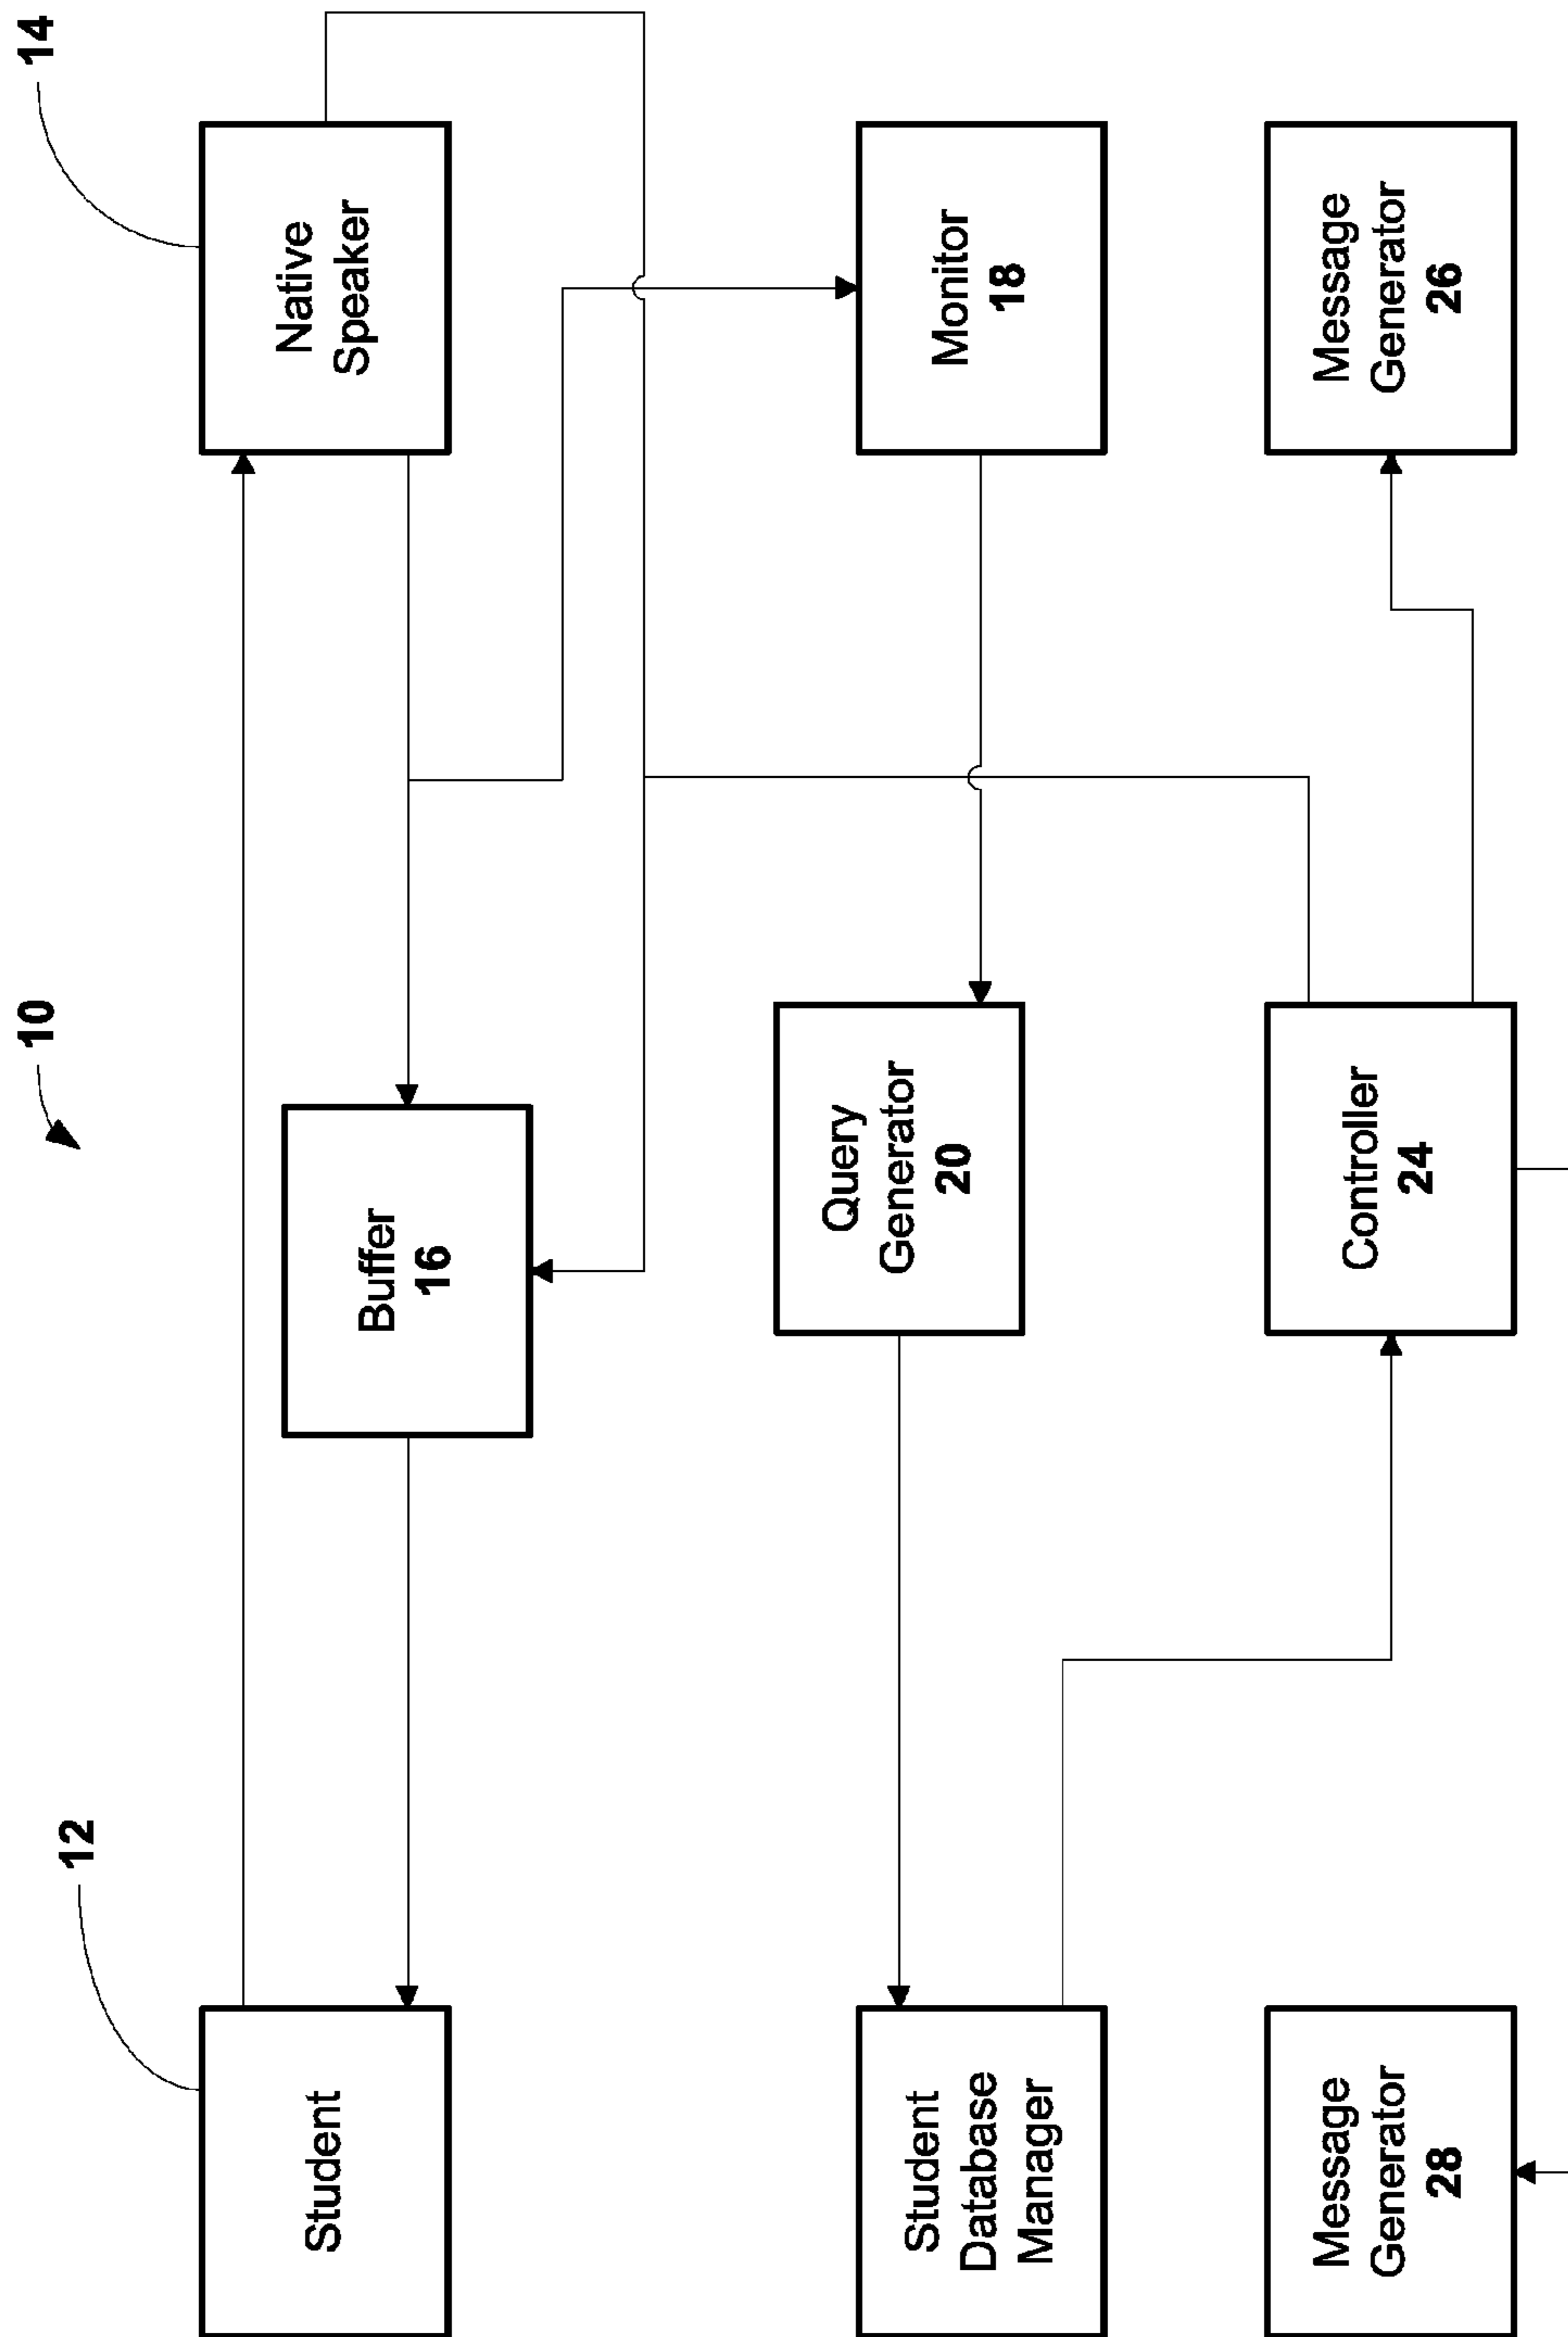 10
14
12
Student
Native
Speaker
Buffer
16
Student
Database
Manager
Query
Generator
20
Monitor
18
Message
Generator
28
Controller
24
Message
Generator
26